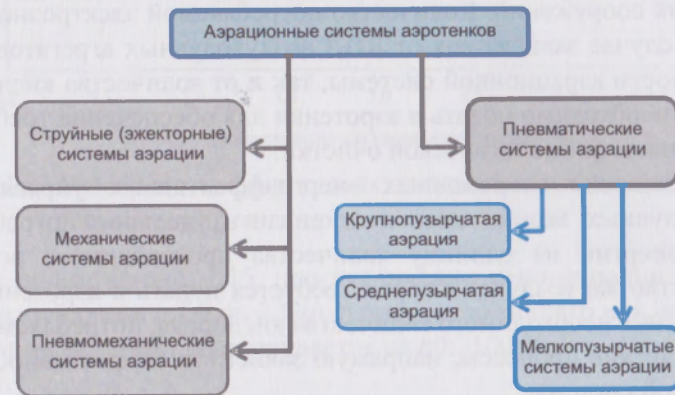 Аэрационные системы аэротенков
Струйные (эжекторные)
системы аэрации
Пневматические
системы аэрации
Механические
системы аэрации
Крупнопузырчатая
аэрация
Среднепузырчатая
аэрация
Пневмомеханические
системы аэрации
Мелкопузырчатые
системы аэрации